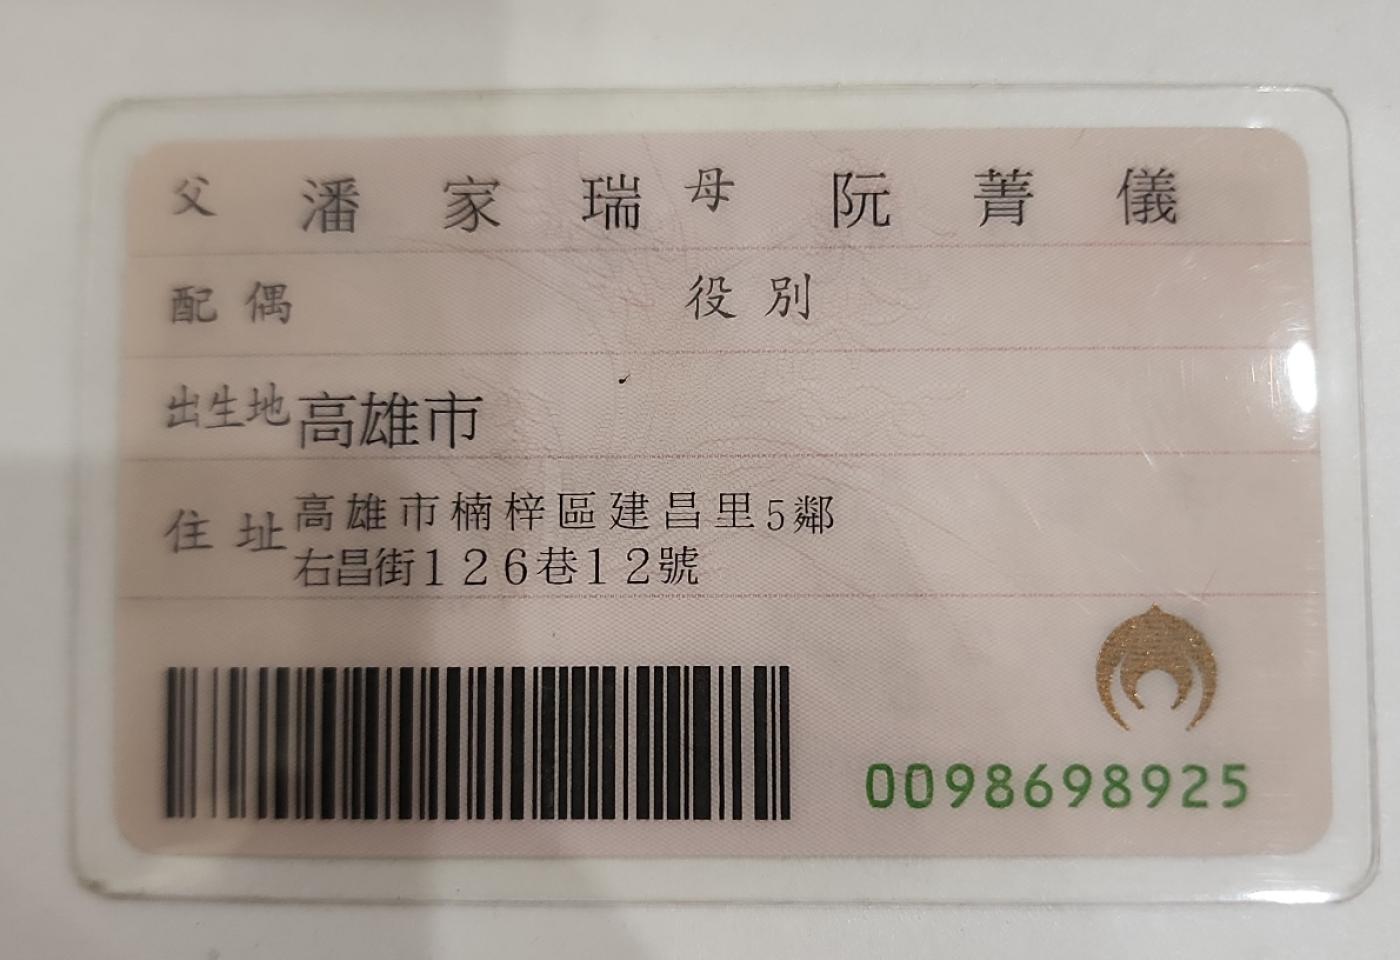 父 潘家瑞 母 阮菁儀
配偶 役別
出生地 高雄市
住址 高雄市楠梓區建昌里5鄰
右昌街126巷12號
0098698925